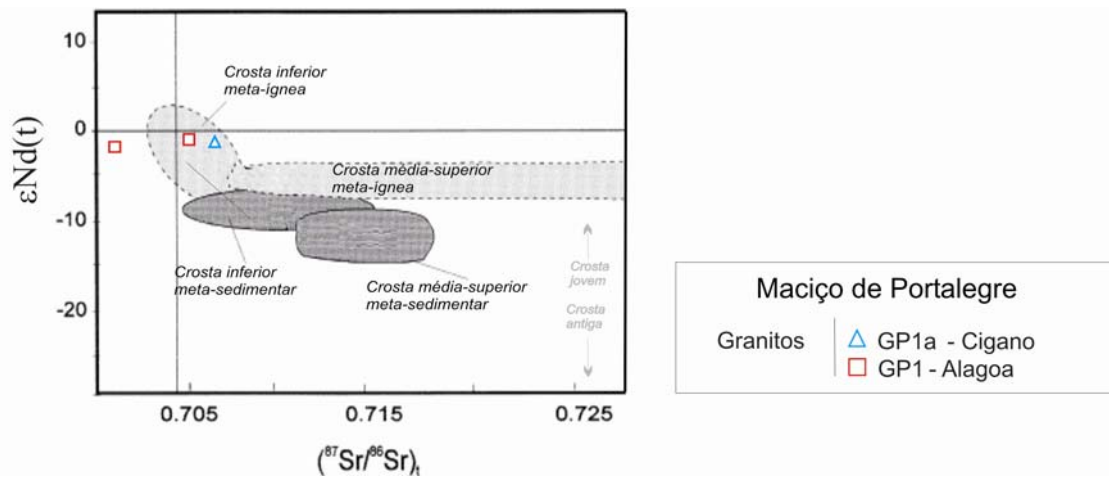 10
0
-10
-20
εNd(t)
Crosta inferior
meta-ígnea
Crosta média-superior
meta-ígnea
Crosta inferior
meta-sedimentar
Crosta média-superior
meta-sedimentar
Crosta
jovem
Crosta
antiga
0.705
0.715
0.725
(⁸⁷Sr/⁸⁶Sr)t
Maciço de Portalegre
Granitos
GP1a - Cigano
GP1 - Alagoa